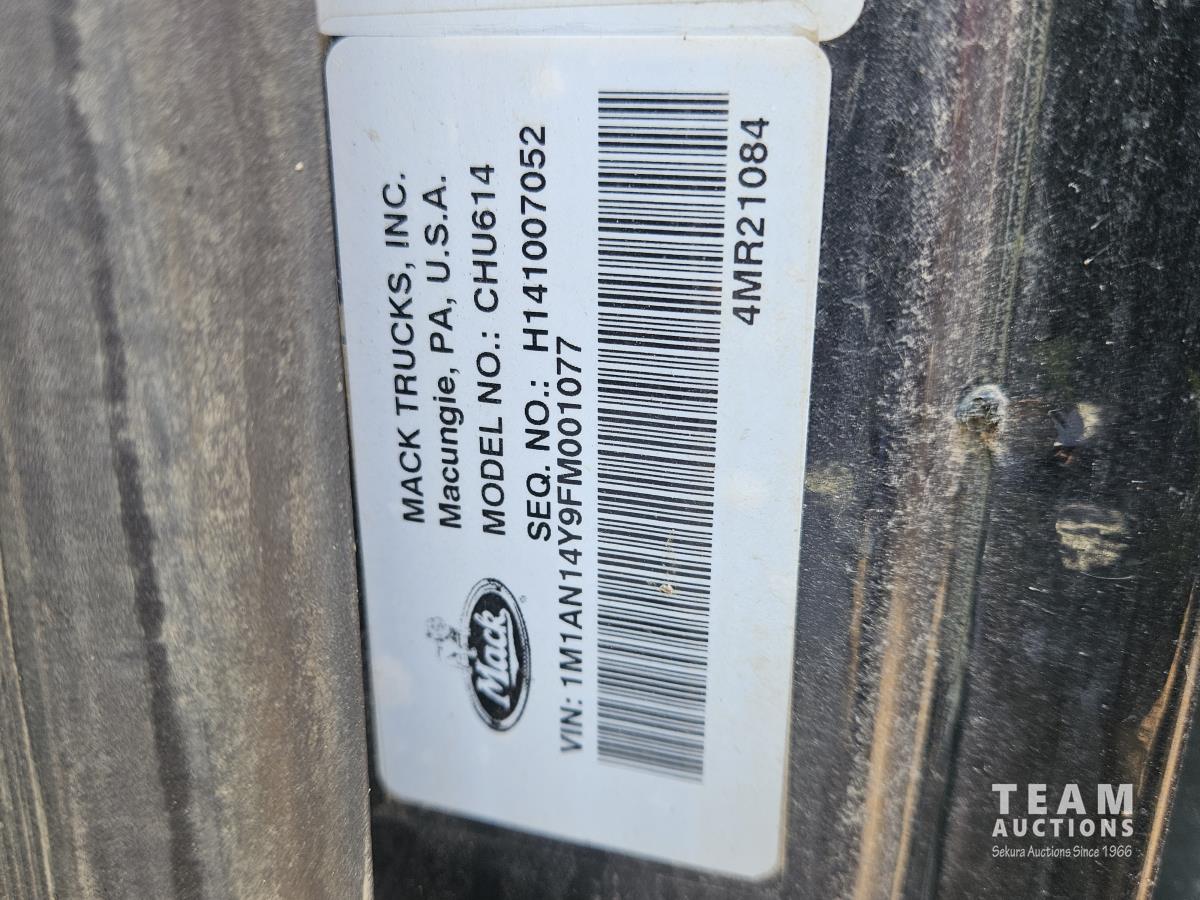 MACK TRUCKS, INC.
Macungie, PA, U.S.A.
MODEL NO.: CHU614
SEQ. NO.: H141007052
Mack
VIN: 1M1AN14Y9FM001077
4MR21084
TEAM
AUCTIONS
Sekura Auctions Since 1966